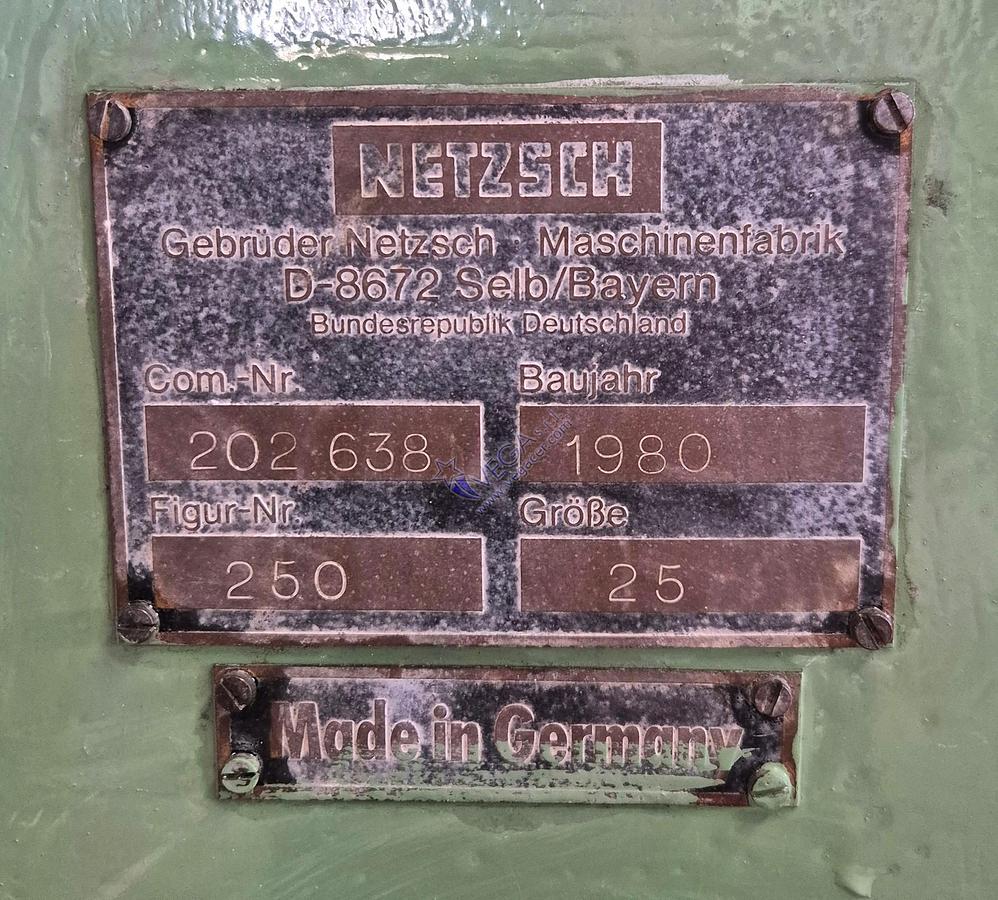 NETZSCH
Gebrüder Netzsch · Maschinenfabrik
D-8672 Selb/Bayern
Bundesrepublik Deutschland
Com.-Nr. Baujahr
202 638 1980
Figur-Nr. Größe
250 25
Made in Germany
VEGA s.r.l.